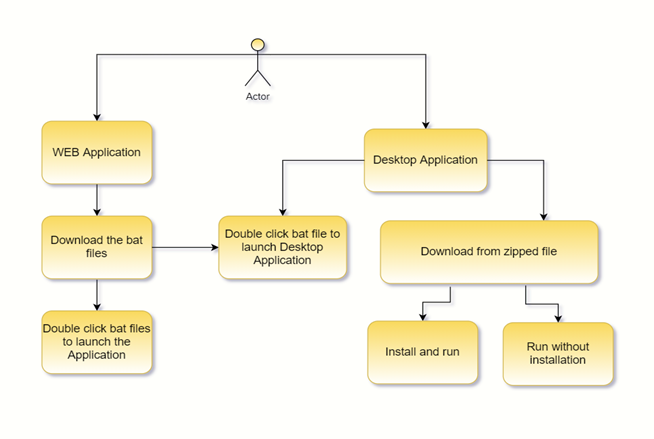 Actor
WEB Application
Desktop Application
Download the bat
files
Double click bat file to
launch Desktop
Application
Download from zipped file
Double click bat files
to launch the
Application
Install and run
Run without
installation